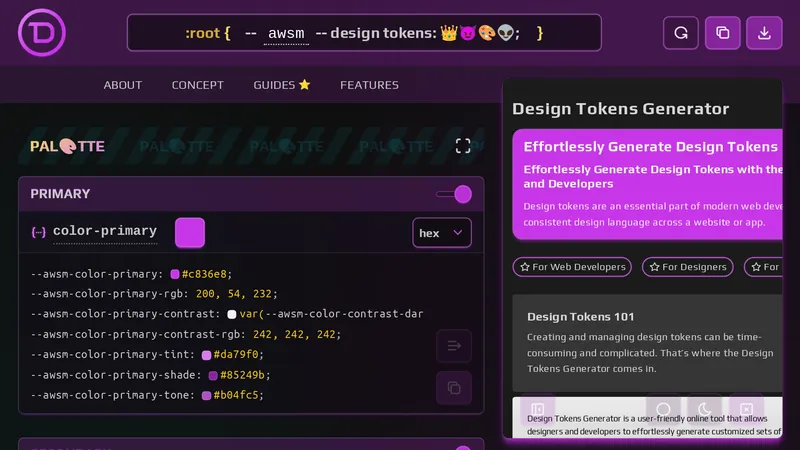 :root { -- awsm -- design tokens: 👑😈🎨👽; }
ABOUT CONCEPT GUIDES ⭐ FEATURES
PAL🎨TTE PAL🎨TTE PAL🎨TTE PAL🎨TTE
PRIMARY
{··} color-primary hex
--awsm-color-primary: #c836e8;
--awsm-color-primary-rgb: 200, 54, 232;
--awsm-color-primary-contrast: var(--awsm-color-contrast-dar
--awsm-color-primary-contrast-rgb: 242, 242, 242;
--awsm-color-primary-tint: #da79f0;
--awsm-color-primary-shade: #85249b;
--awsm-color-primary-tone: #b04fc5;
Design Tokens Generator
Effortlessly Generate Design Tokens
Effortlessly Generate Design Tokens with the
and Developers
Design tokens are an essential part of modern web deve
consistent design language across a website or app.
For Web Developers For Designers For
Design Tokens 101
Creating and managing design tokens can be time-
consuming and complicated. That's where the Design
Tokens Generator comes in.
Design Tokens Generator is a user-friendly online tool that allows
designers and developers to effortlessly generate customized sets of